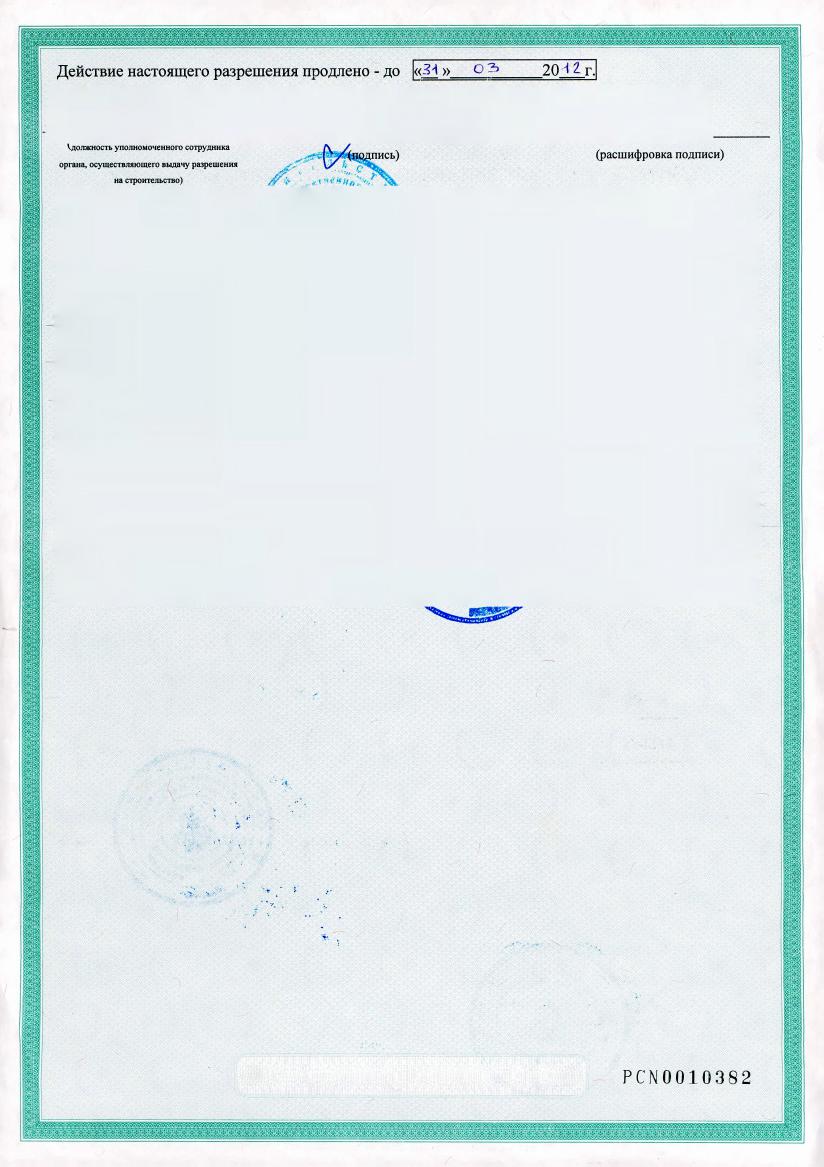 Действие настоящего разрешения продлено - до «31» 03 2012 г.
(должность уполномоченного сотрудника
органа, осуществляющего выдачу разрешения
на строительство)
(подпись)
(расшифровка подписи)
PCN0010382